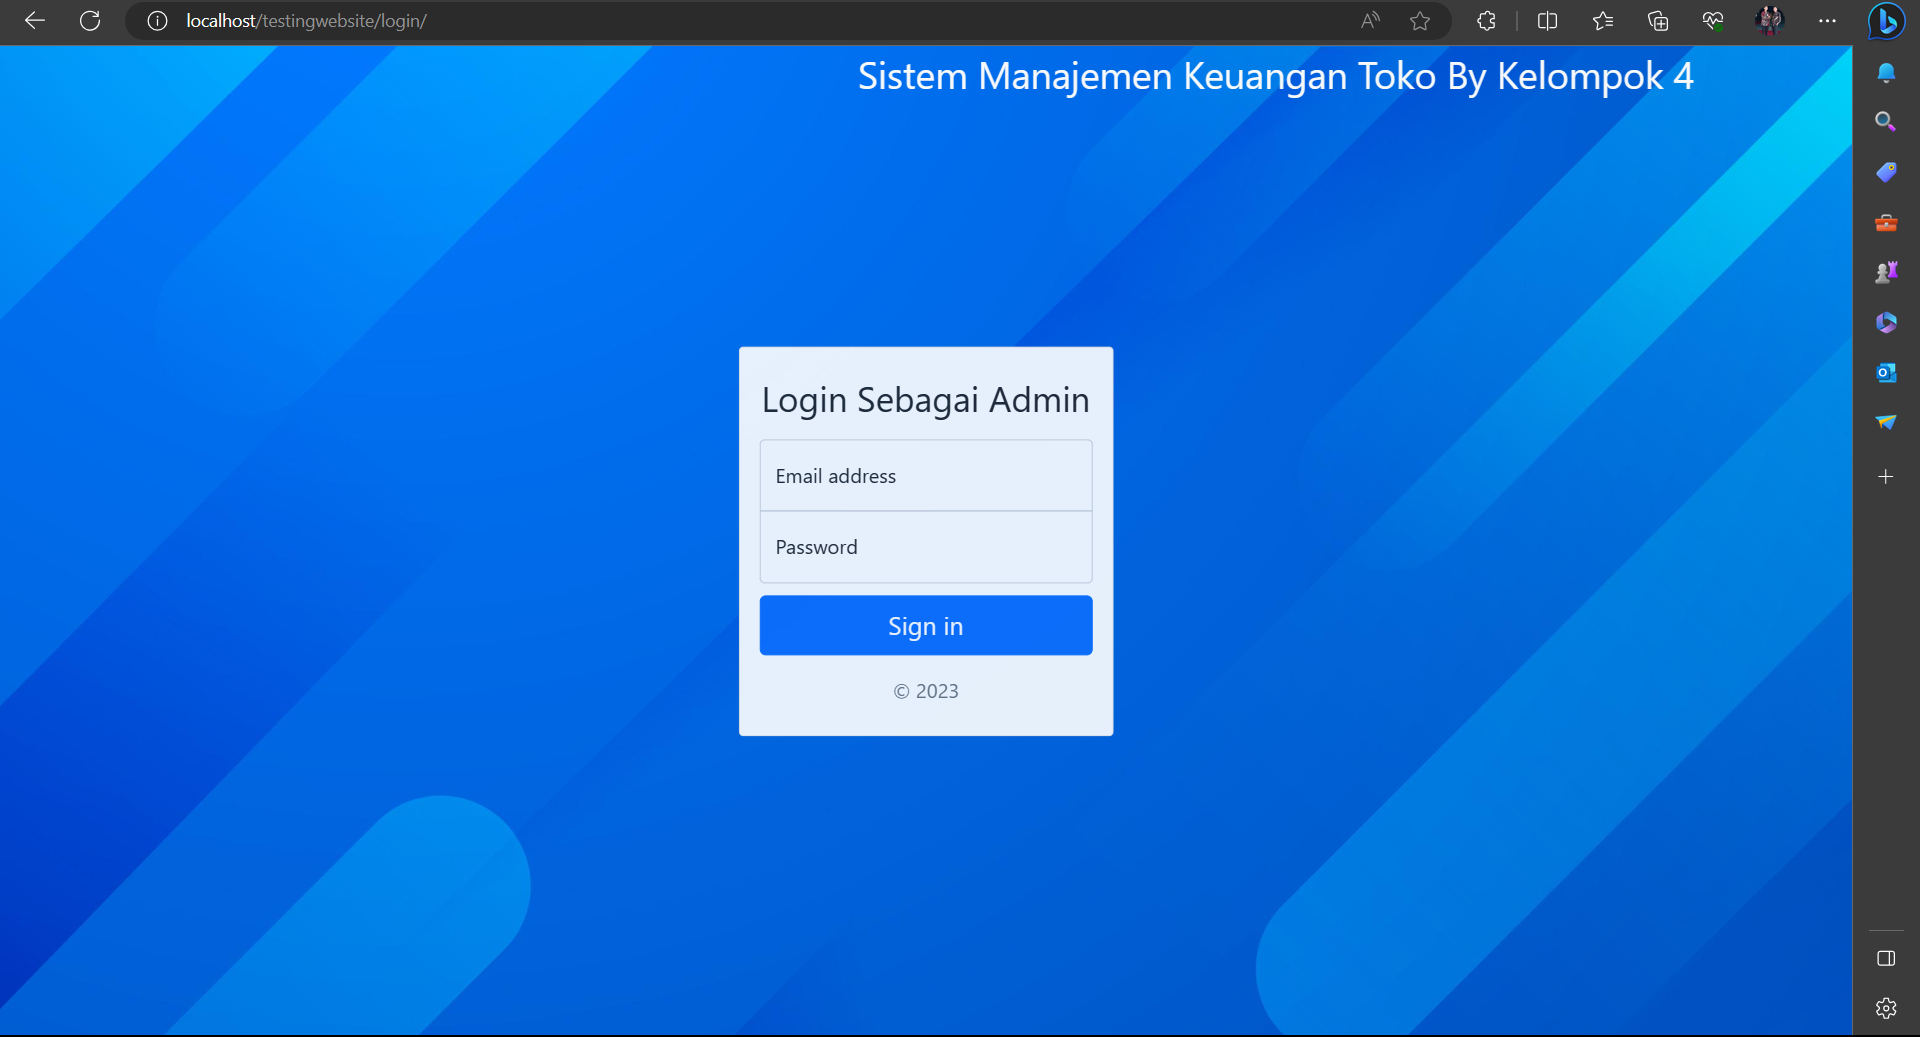 localhost/testingwebsite/login/
Sistem Manajemen Keuangan Toko By Kelompok 4
Login Sebagai Admin
Email address
Password
Sign in
© 2023